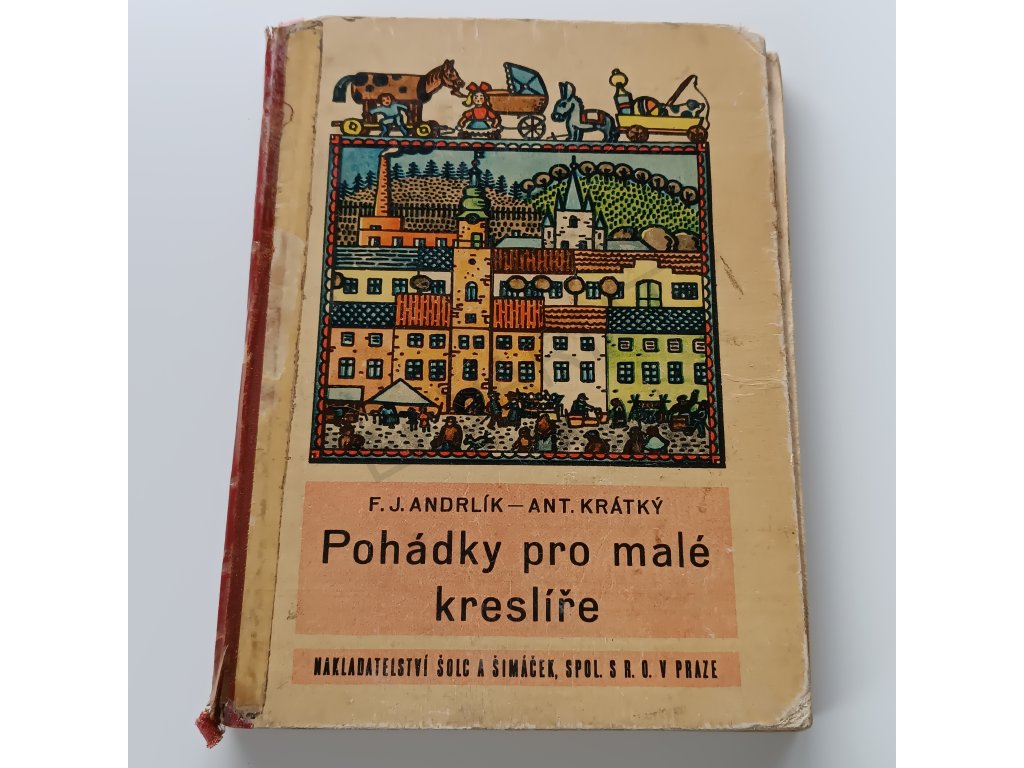 F. J. ANDRLÍK — ANT. KRÁTKÝ
Pohádky pro malé
kreslíře
NAKLADATELSTVÍ ŠOLC A ŠIMÁČEK, SPOL. S R. O. V PRAZE